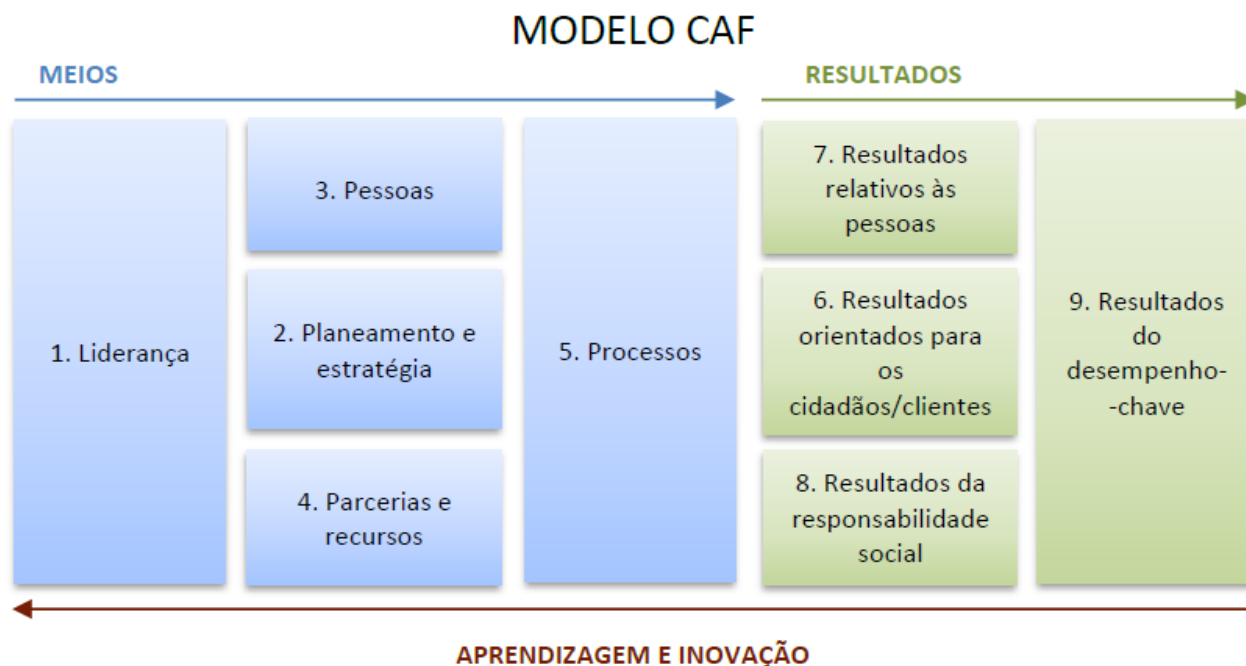 MODELO CAF
MEIOS
RESULTADOS
1. Liderança
3. Pessoas
2. Planeamento e
estratégia
4. Parcerias e
recursos
5. Processos
7. Resultados
relativos às
pessoas
6. Resultados
orientados para
os
cidadãos/clientes
8. Resultados da
responsabilidade
social
9. Resultados
do
desempenho-
-chave
APRENDIZAGEM E INOVAÇÃO